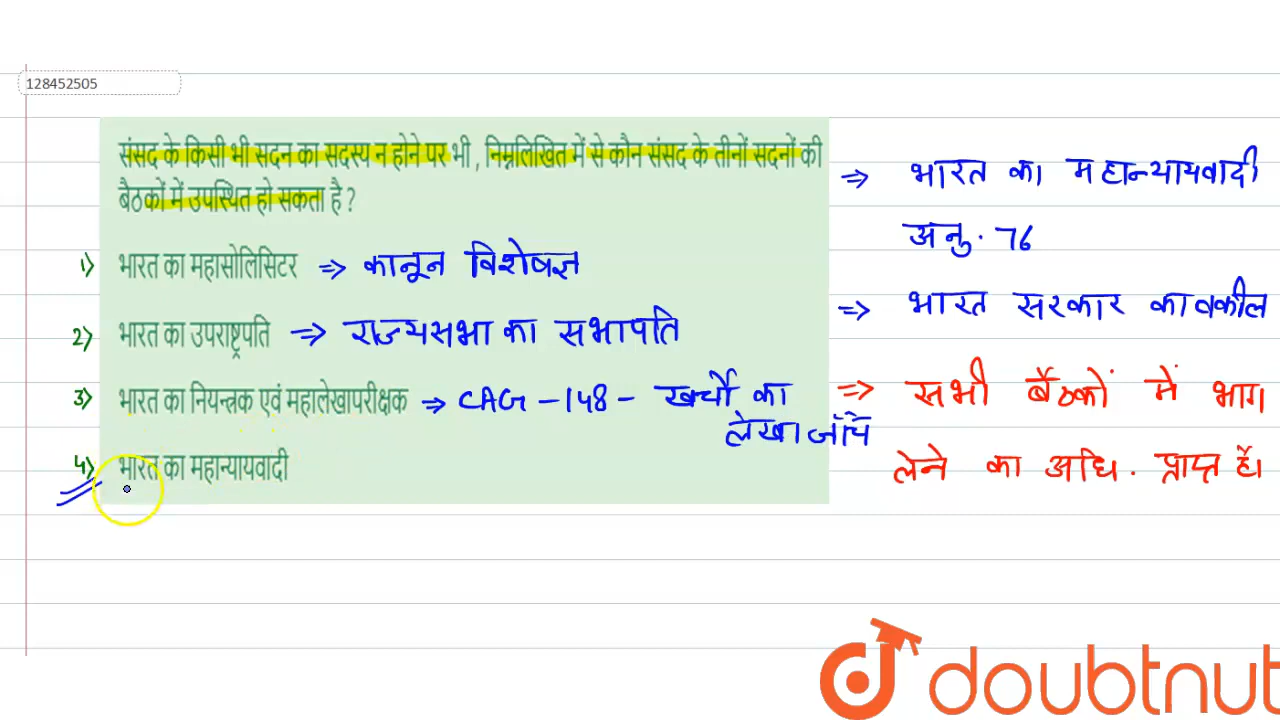 128452505
संसद के किसी भी सदन का सदस्य न होने पर भी , निम्नलिखित में से कौन संसद के तीनों सदनों की
बैठकों में उपस्थित हो सकता है ?
1) भारत का महासोलिसिटर ⇒ कानून विशेषज्ञ
2) भारत का उपराष्ट्रपति ⇒ राज्यसभा का सभापति
3) भारत का नियन्त्रक एवं महालेखापरीक्षक ⇒ CAG - 148 - खर्चो का
लेखा जाँच
4) भारत का महान्यायवादी
⇒ भारत का महान्यायवादी
अनु. 76
⇒ भारत सरकार का वकील
⇒ सभी बैठकों में भाग
लेने का अधि. प्राप्त है।
doubtnut